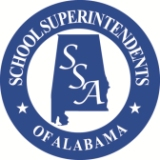 SCHOOL SUPERINTENDENTS
SSA
OF ALABAMA